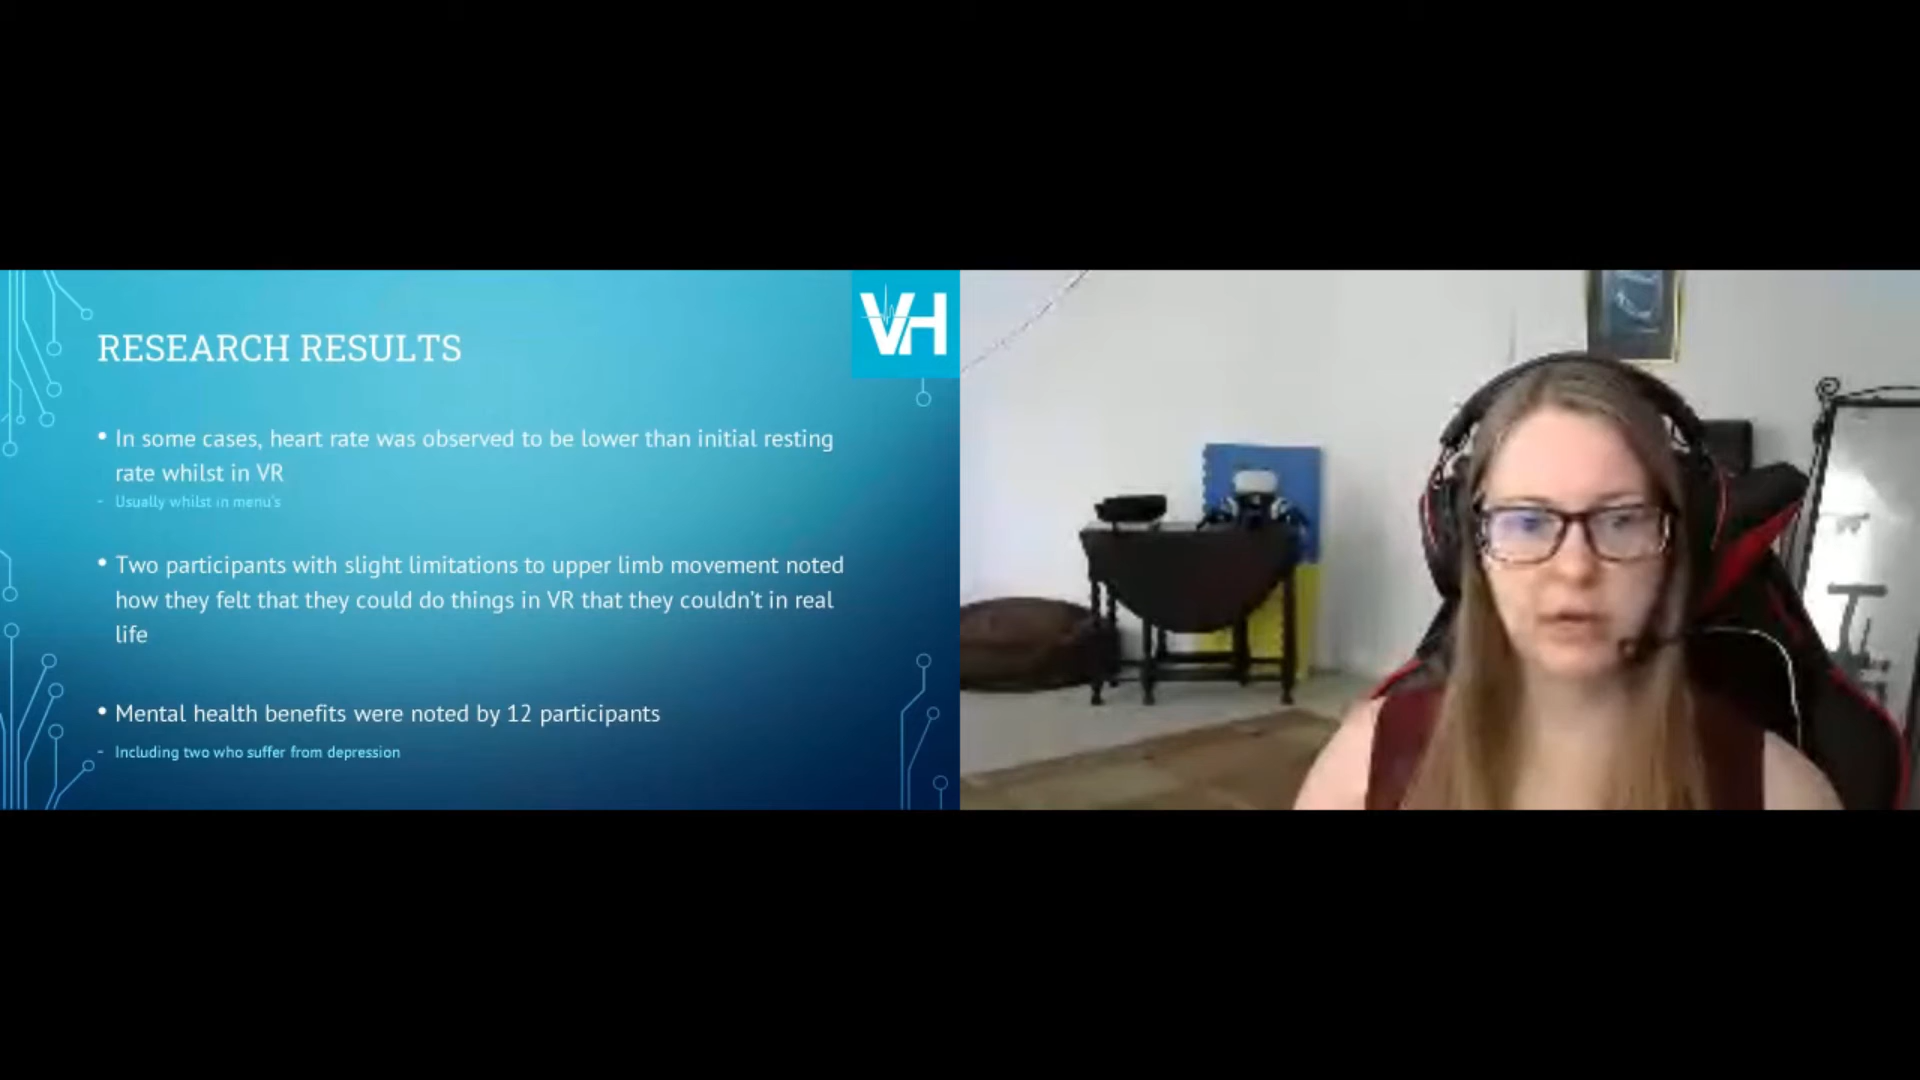 VH
RESEARCH RESULTS
• In some cases, heart rate was observed to be lower than initial resting
rate whilst in VR
- Usually whilst in menu's
• Two participants with slight limitations to upper limb movement noted
how they felt that they could do things in VR that they couldn't in real
life
• Mental health benefits were noted by 12 participants
- Including two who suffer from depression